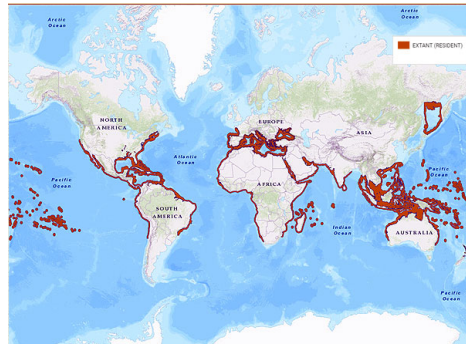 Arctic
Ocean
Arctic
Ocean
EXTANT (RESIDENT)
NORTH
AMERICA
EUROPE
ASIA
Atlantic
Ocean
Pacific
Ocean
Pacific
Ocean
AFRICA
SOUTH
AMERICA
Indian
Ocean
AUSTRALIA
Pacific
Ocean